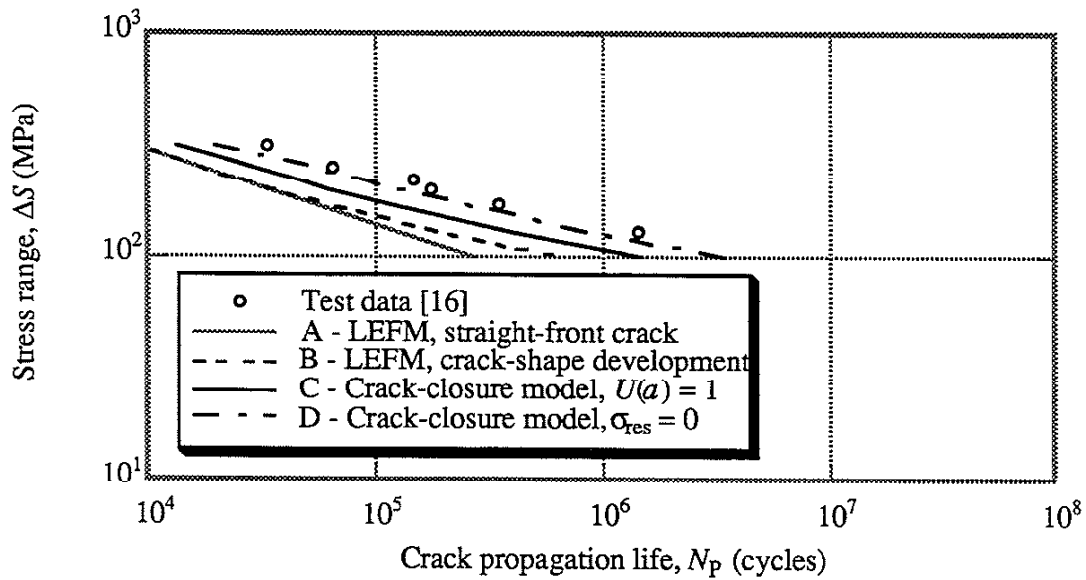 10³
Stress range, ΔS (MPa)
10²
Test data [16]
A - LEFM, straight-front crack
B - LEFM, crack-shape development
C - Crack-closure model, U(a) = 1
D - Crack-closure model, σres = 0
10¹
10⁴ 10⁵ 10⁶ 10⁷ 10⁸
Crack propagation life, NP (cycles)